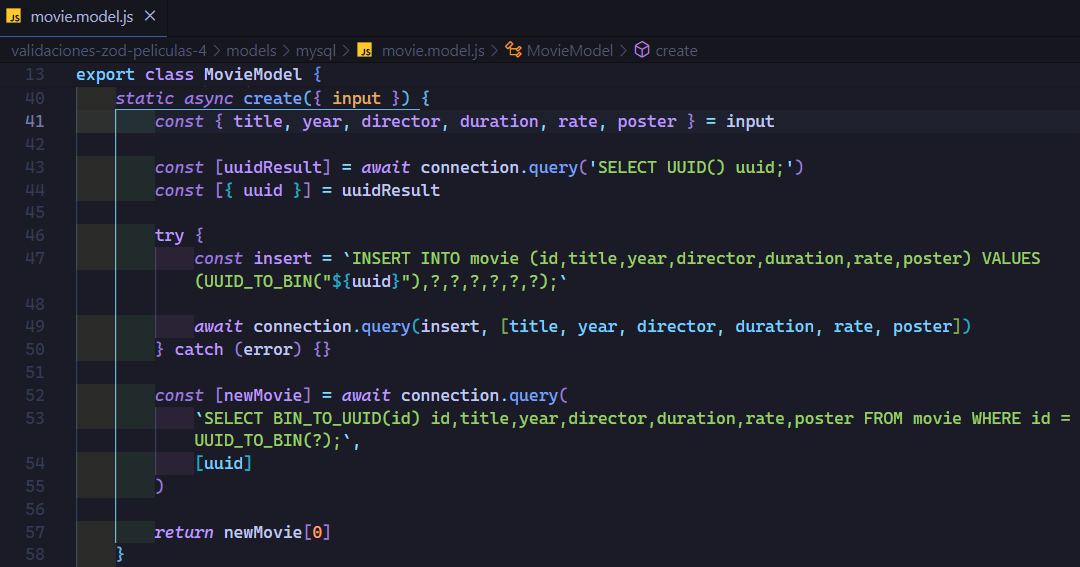 JS movie.model.js ×
validaciones-zod-peliculas-4 > models > mysql > JS movie.model.js > MovieModel > create
13 export class MovieModel {
40 static async create({ input }) {
41 const { title, year, director, duration, rate, poster } = input
42
43 const [uuidResult] = await connection.query('SELECT UUID() uuid;')
44 const [{ uuid }] = uuidResult
45
46 try {
47 const insert = `INSERT INTO movie (id,title,year,director,duration,rate,poster) VALUES
(UUID_TO_BIN("${uuid}"),?,?,?,?,?,?);`
48
49 await connection.query(insert, [title, year, director, duration, rate, poster])
50 } catch (error) {}
51
52 const [newMovie] = await connection.query(
53 `SELECT BIN_TO_UUID(id) id,title,year,director,duration,rate,poster FROM movie WHERE id =
UUID_TO_BIN(?);`,
54 [uuid]
55 )
56
57 return newMovie[0]
58 }